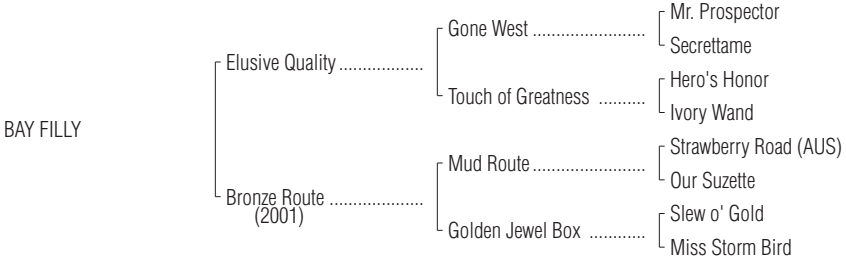 Mr. Prospector
Gone West ........................
Secrettame
Elusive Quality ..................
Hero's Honor
Touch of Greatness ..........
Ivory Wand
BAY FILLY
Strawberry Road (AUS)
Mud Route ........................
Our Suzette
Bronze Route ....................
(2001)
Slew o' Gold
Golden Jewel Box ............
Miss Storm Bird